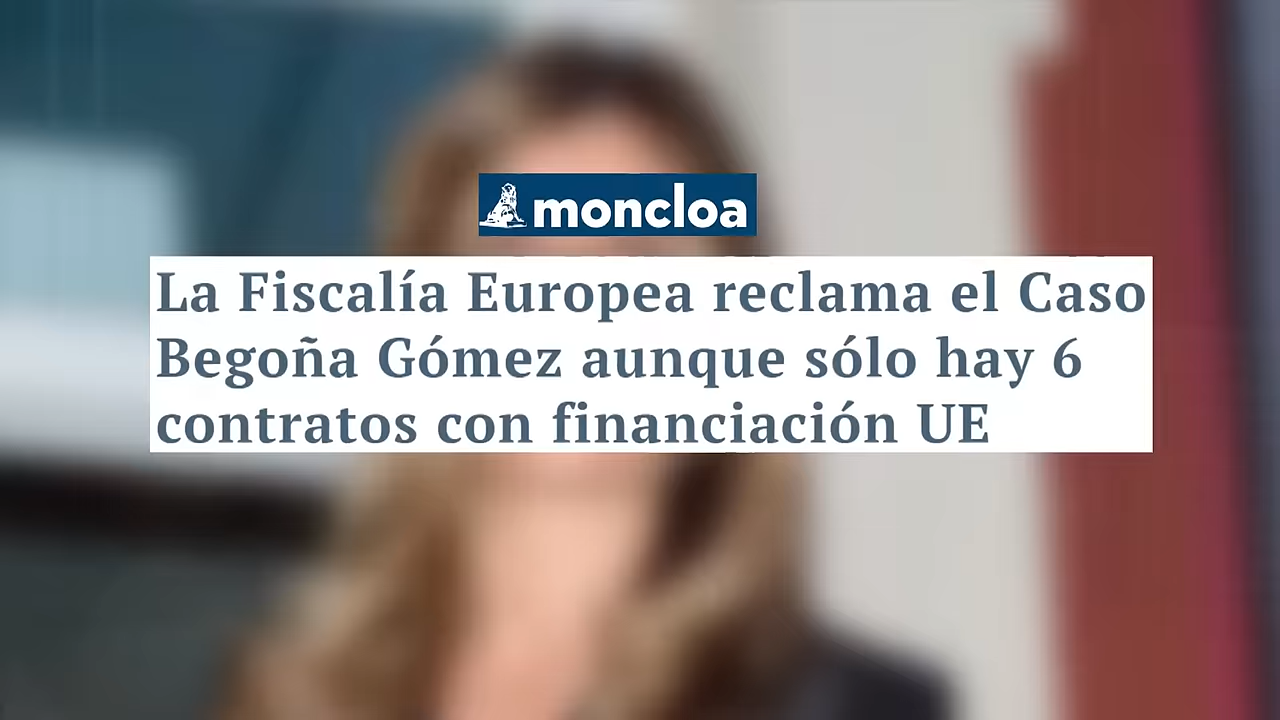 moncloa
La Fiscalía Europea reclama el Caso
Begoña Gómez aunque sólo hay 6
contratos con financiación UE